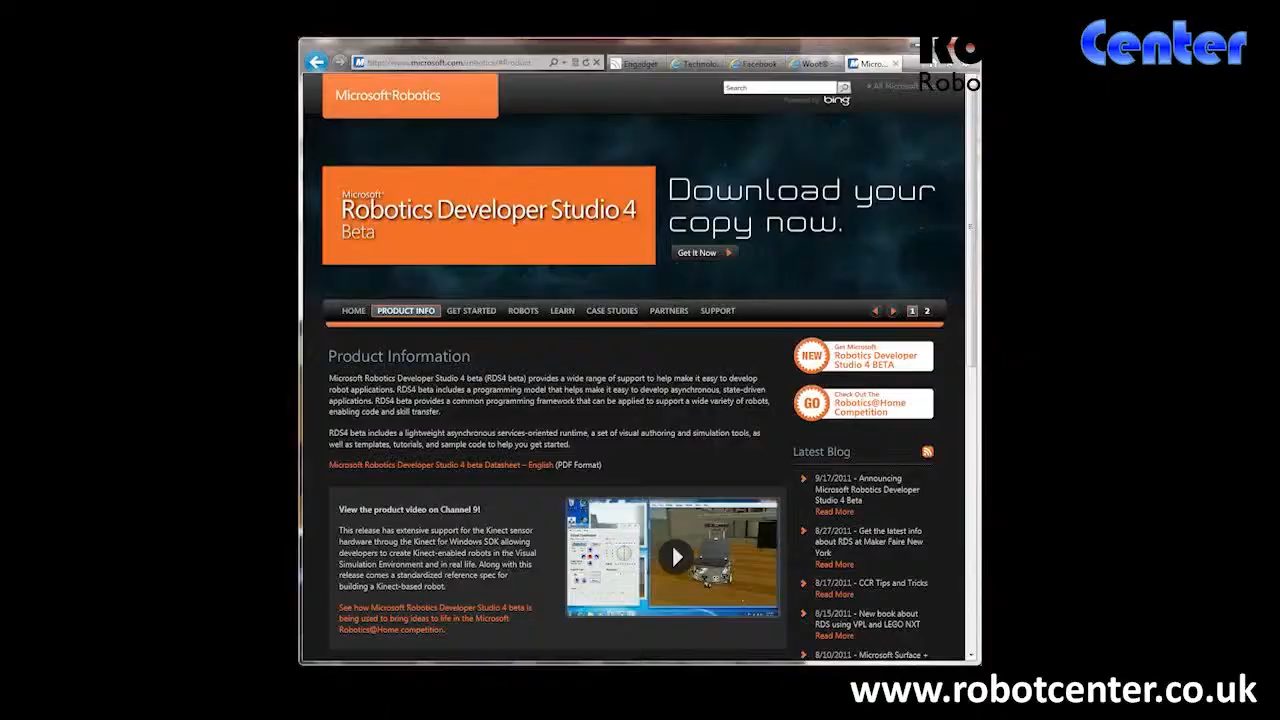 Center
Robo
Engadget
Technolo...
Facebook
Woot®
Micro...
Microsoft Robotics
Search
All Microsoft
powered by bing
Microsoft®
Robotics Developer Studio 4
Beta
Download your
copy now.
Get It Now
HOME PRODUCT INFO GET STARTED ROBOTS LEARN CASE STUDIES PARTNERS SUPPORT
1 2
Product Information
Microsoft Robotics Developer Studio 4 beta (RDS4 beta) provides a wide range of support to help make it easy to develop
robot applications. RDS4 beta includes a programming model that helps make it easy to develop asynchronous, state-driven
applications. RDS4 beta provides a common programming framework that can be applied to support a wide variety of robots,
enabling code and skill transfer.
RDS4 beta includes a lightweight asynchronous services-oriented runtime, a set of visual authoring and simulation tools, as
well as templates, tutorials, and sample code to help you get started.
Microsoft Robotics Developer Studio 4 beta Datasheet – English (PDF Format)
View the product video on Channel 9!
This release has extensive support for the Kinect sensor
hardware throug the Kinect for Windows SDK allowing
developers to create Kinect-enabled robots in the Visual
Simulation Environment and in real life. Along with this
release comes a standardized reference spec for
building a Kinect-based robot.
See how Microsoft Robotics Developer Studio 4 beta is
being used to bring ideas to life in the Microsoft
Robotics@Home competition.
NEW
Get Microsoft
Robotics Developer
Studio 4 BETA
GO
Check Out The
Robotics@Home
Competition
Latest Blog
9/17/2011 - Announcing
Microsoft Robotics Developer
Studio 4 Beta
Read More
8/27/2011 - Get the latest info
about RDS at Maker Faire New
York
Read More
8/17/2011 - CCR Tips and Tricks
Read More
8/15/2011 - New book about
RDS using VPL and LEGO NXT
Read More
8/10/2011 - Microsoft Surface +
www.robotcenter.co.uk